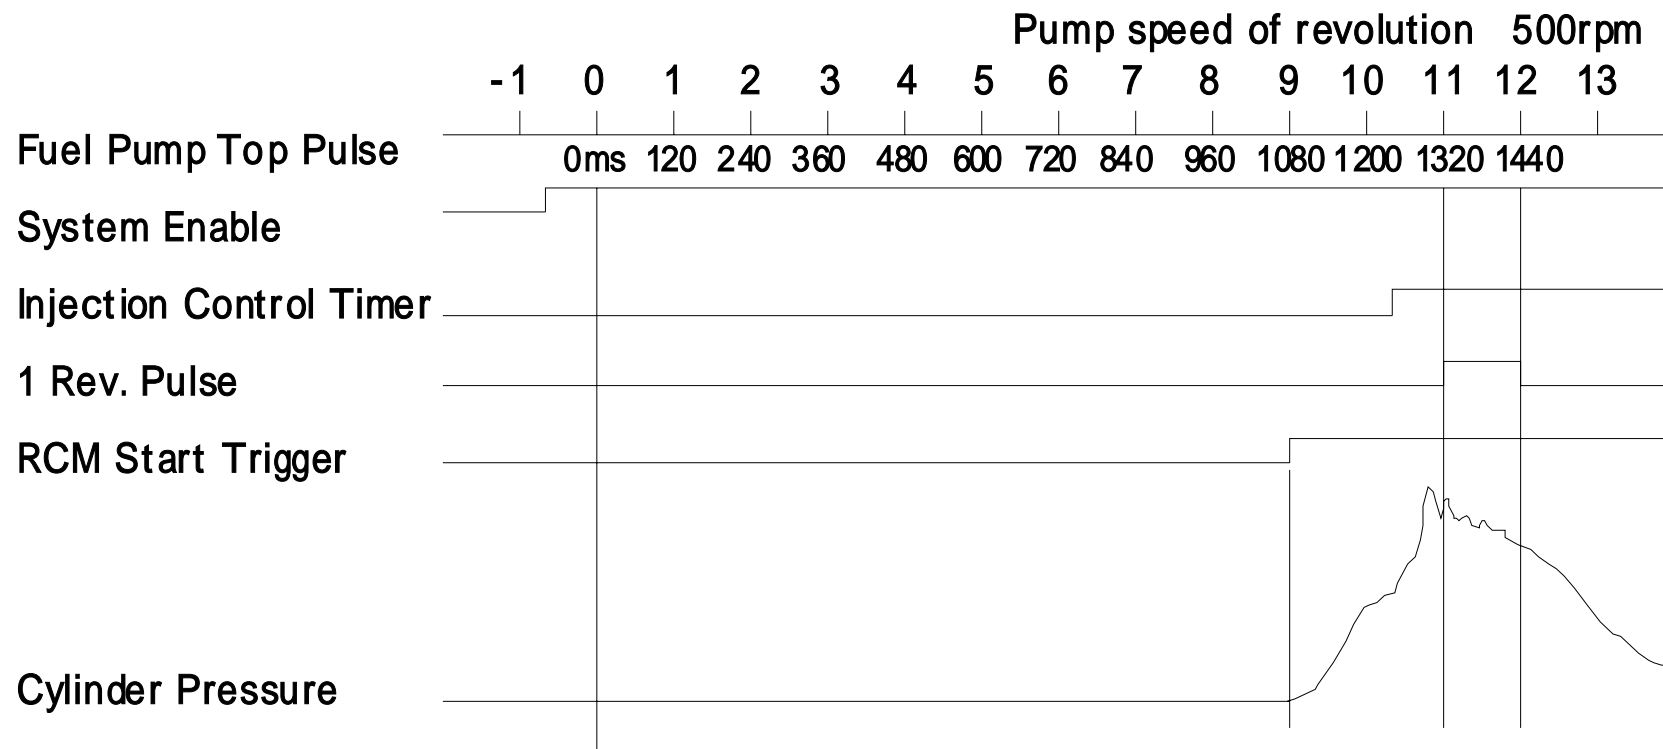 Pump speed of revolution 500rpm
-1 0 1 2 3 4 5 6 7 8 9 10 11 12 13
Fuel Pump Top Pulse
0ms 120 240 360 480 600 720 840 960 1080 1200 1320 1440
System Enable
Injection Control Timer
1 Rev. Pulse
RCM Start Trigger
Cylinder Pressure